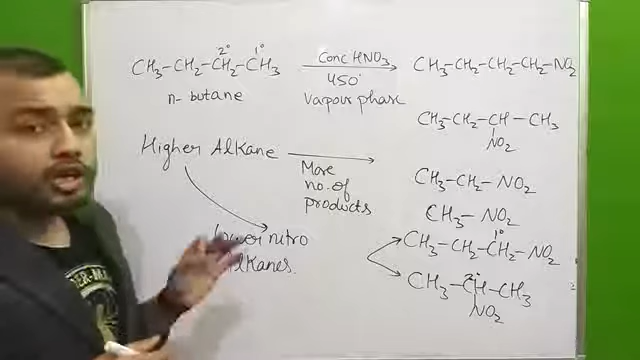 2° 1°
CH₃-CH₂-CH₂-CH₃
n-butane
Conc HNO₃
450°
vapour phase
CH₃-CH₂-CH₂-CH₂-NO₂
CH₃-CH₂-CH-CH₃
NO₂
Higher Alkane
More
no. of
products
CH₃-CH₂-NO₂
CH₃-NO₂
Lower nitro
Alkanes.
1°
CH₃-CH₂-CH₂-NO₂
2°
CH₃-CH-CH₃
NO₂